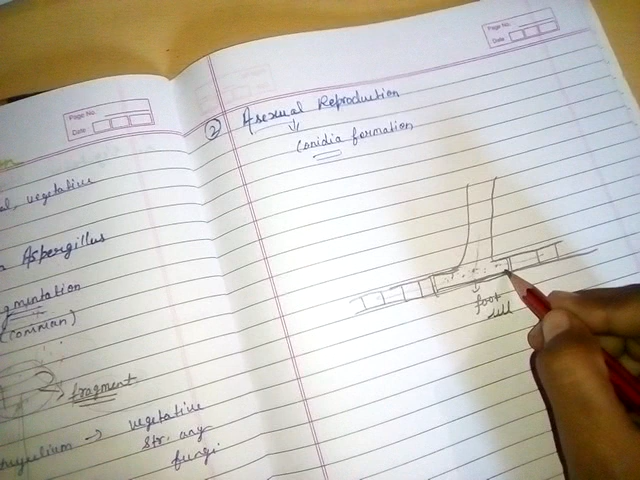 Page No.
Date
al, vegetative
Aspergillus
gmentation
(common)
fragment
mycelium → vegetative
str. any
fungi
Page No.
Date
② Asexual Reproduction
↓
Conidia formation
foot
cell